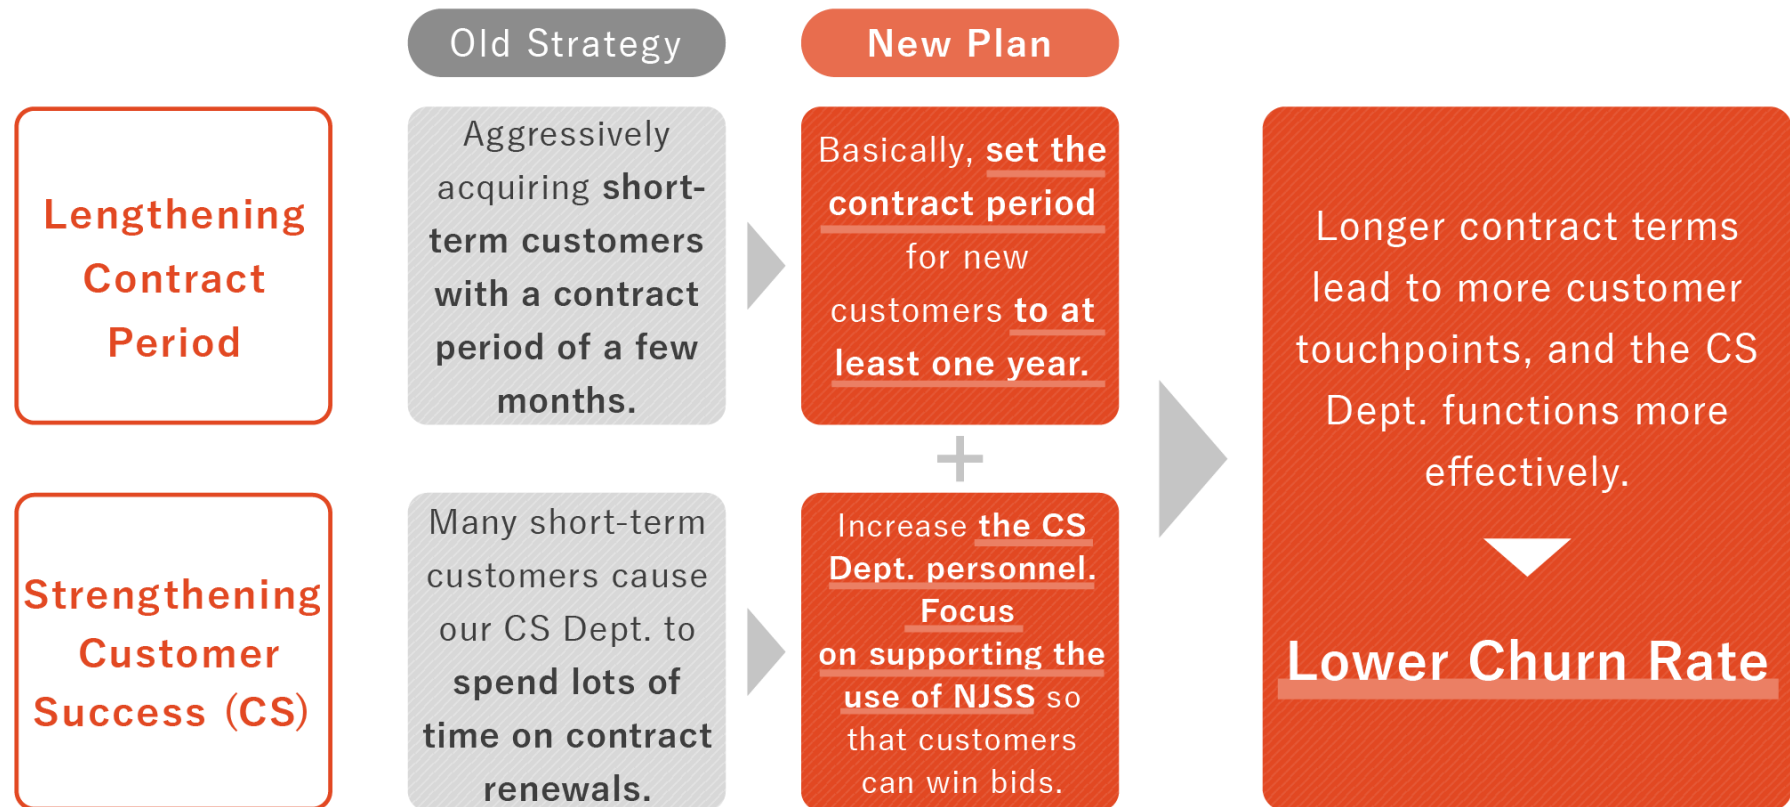 Old Strategy
New Plan
Lengthening
Contract
Period
Aggressively
acquiring short-
term customers
with a contract
period of a few
months.
Basically, set the
contract period
for new
customers to at
least one year.
+
Strengthening
Customer
Success (CS)
Many short-term
customers cause
our CS Dept. to
spend lots of
time on contract
renewals.
Increase the CS
Dept. personnel.
Focus
on supporting the
use of NJSS so
that customers
can win bids.
Longer contract terms
lead to more customer
touchpoints, and the CS
Dept. functions more
effectively.
Lower Churn Rate